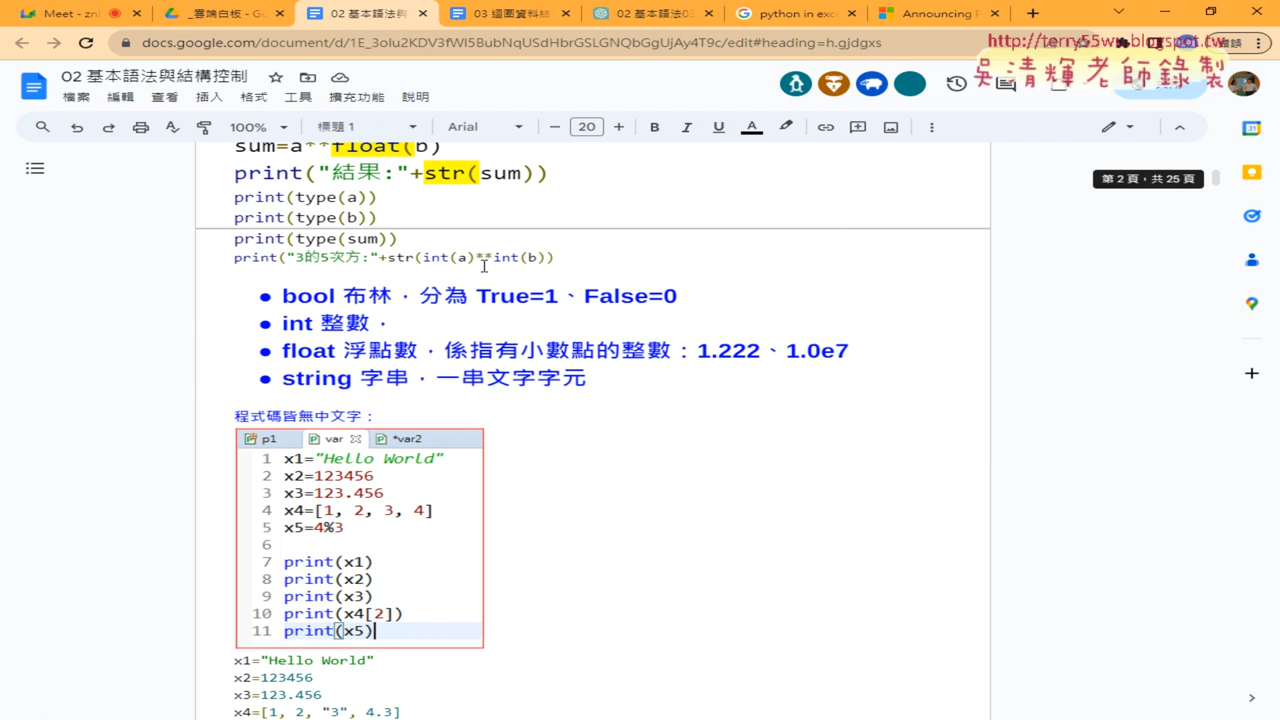 Meet - zn
_雲端白板 - Go
02 基本語法與
03 迴圈資料結
02 基本語法03
python in exce
Announcing P
docs.google.com/document/d/1E_3oIu2KDV3fWI5BubNqUSdHbrGSLGNQbGgUjAy4T9c/edit#heading=h.gjdgxs
http://terry55wu.blogspot.tw
吳清輝老師錄製
02 基本語法與結構控制
檔案 編輯 查看 插入 格式 工具 擴充功能 說明
100% 標題 1 Arial 20 B I U A
sum=a**float(b)
print("結果:"+str(sum))
print(type(a))
print(type(b))
第 2 頁，共 25 頁
print(type(sum))
print("3的5次方:"+str(int(a)**int(b))
● bool 布林，分為 True=1、False=0
● int 整數，
● float 浮點數，係指有小數點的整數：1.222、1.0e7
● string 字串，一串文字字元
程式碼皆無中文字：
p1 var *var2
1 x1="Hello World"
2 x2=123456
3 x3=123.456
4 x4=[1, 2, 3, 4]
5 x5=4%3
6
7 print(x1)
8 print(x2)
9 print(x3)
10 print(x4[2])
11 print(x5)
x1="Hello World"
x2=123456
x3=123.456
x4=[1, 2, "3", 4.3]